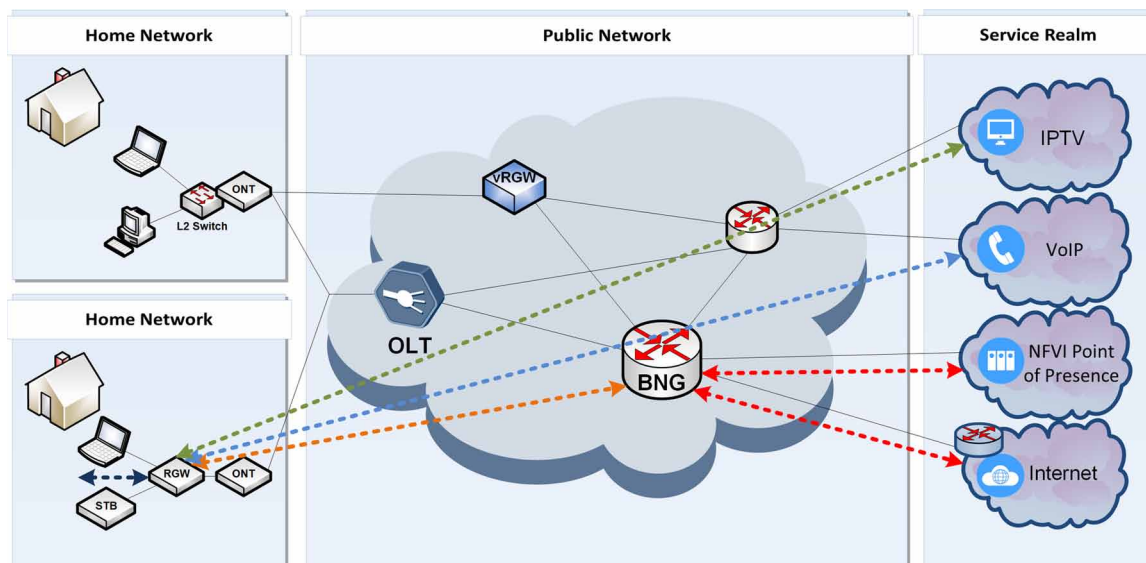 Home Network
Public Network
Service Realm
ONT
L2 Switch
Home Network
RGW
ONT
STB
vRGW
OLT
BNG
IPTV
VoIP
NFVI Point
of Presence
Internet